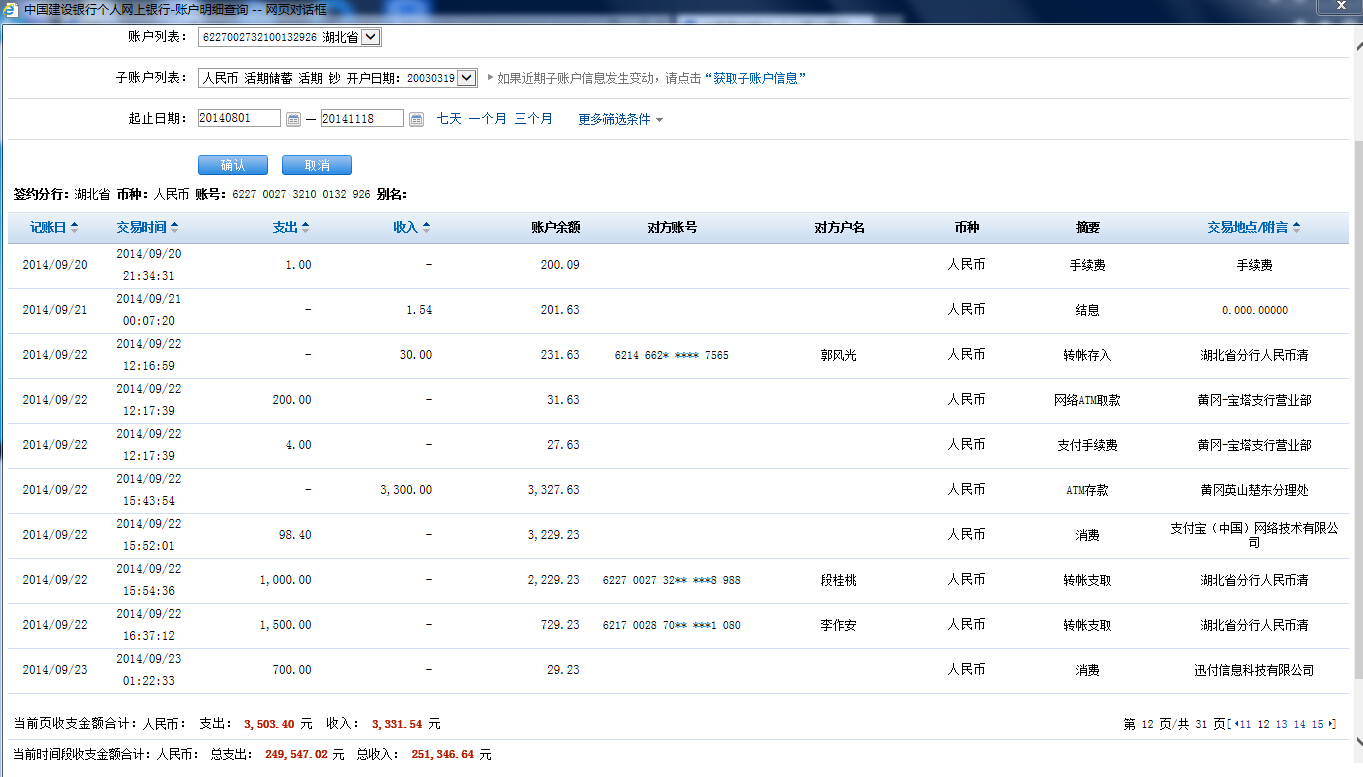 中国建设银行个人网上银行-账户明细查询 -- 网页对话框
账户列表： 6227002732100132926 湖北省
子账户列表： 人民币 活期储蓄 活期 钞 开户日期：20030319 如果近期子账户信息发生变动，请点击“获取子账户信息”
起止日期： 20140801 — 20141118 七天 一个月 三个月 更多筛选条件
确认 取消
签约分行：湖北省 币种：人民币 账号：6227 0027 3210 0132 926 别名：
记账日 交易时间 支出 收入 账户余额 对方账号 对方户名 币种 摘要 交易地点/附言
2014/09/20 2014/09/20 21:34:31 1.00 - 200.09 人民币 手续费 手续费
2014/09/21 2014/09/21 00:07:20 - 1.54 201.63 人民币 结息 0.000.00000
2014/09/22 2014/09/22 12:16:59 - 30.00 231.63 6214 662* **** 7565 郭风光 人民币 转帐存入 湖北省分行人民币清
2014/09/22 2014/09/22 12:17:39 200.00 - 31.63 人民币 网络ATM取款 黄冈-宝塔支行营业部
2014/09/22 2014/09/22 12:17:39 4.00 - 27.63 人民币 支付手续费 黄冈-宝塔支行营业部
2014/09/22 2014/09/22 15:43:54 - 3,300.00 3,327.63 人民币 ATM存款 黄冈英山楚东分理处
2014/09/22 2014/09/22 15:52:01 98.40 - 3,229.23 人民币 消费 支付宝（中国）网络技术有限公司
2014/09/22 2014/09/22 15:54:36 1,000.00 - 2,229.23 6227 0027 32** ***8 988 段桂桃 人民币 转帐支取 湖北省分行人民币清
2014/09/22 2014/09/22 16:37:12 1,500.00 - 729.23 6217 0028 70** ***1 080 李作安 人民币 转帐支取 湖北省分行人民币清
2014/09/23 2014/09/23 01:22:33 700.00 - 29.23 人民币 消费 迅付信息科技有限公司
当前页收支金额合计：人民币： 支出： 3,503.40 元 收入： 3,331.54 元 第 12 页/共 31 页[ 11 12 13 14 15 ]
当前时间段收支金额合计：人民币： 总支出： 249,547.02 元 总收入： 251,346.64 元